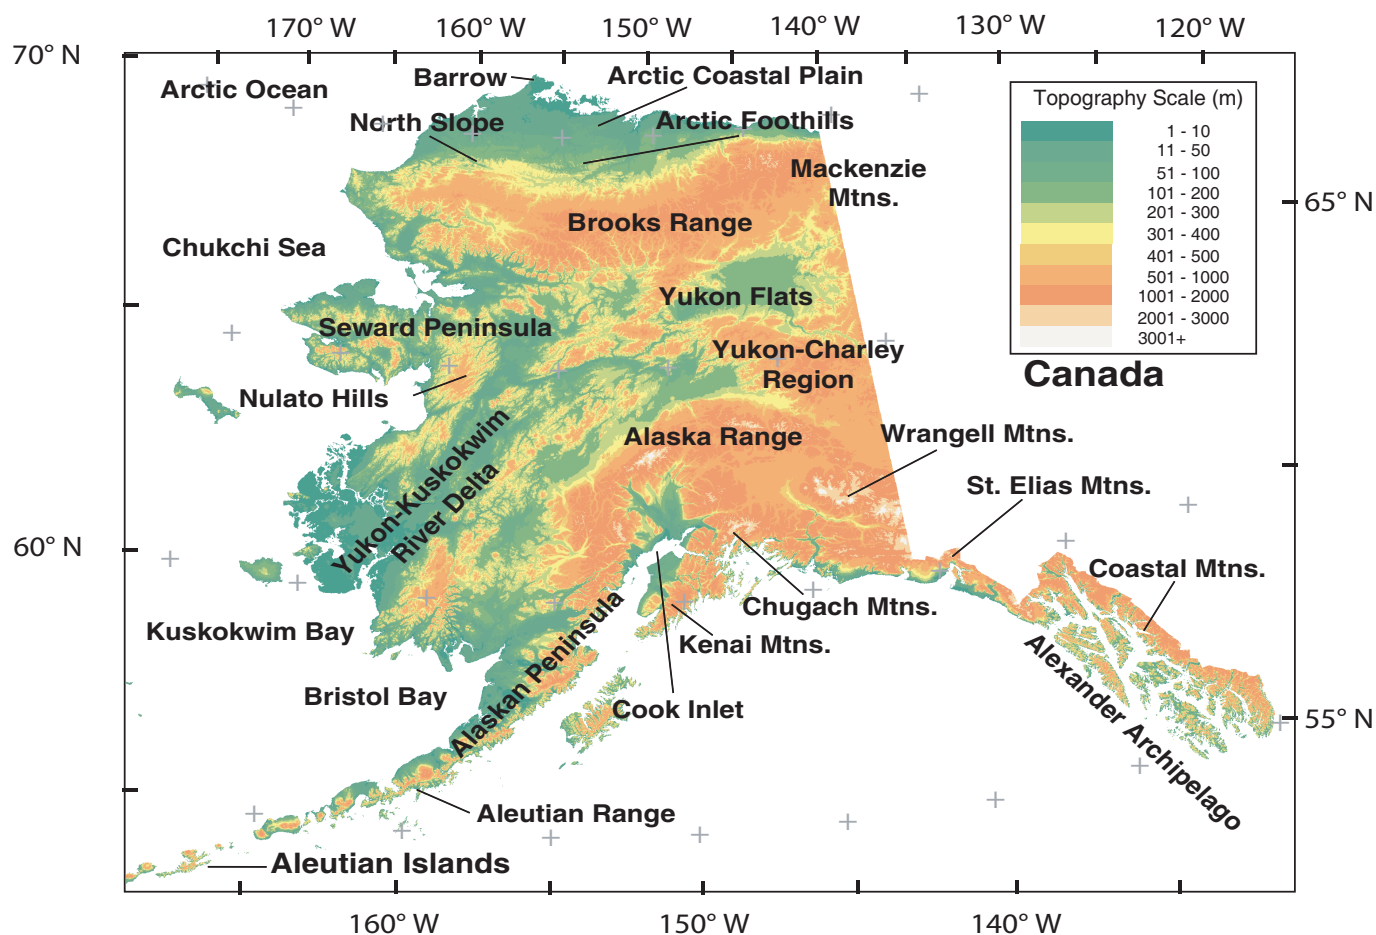 170° W 160° W 150° W 140° W 130° W 120° W
70° N
Arctic Ocean
Barrow
Arctic Coastal Plain
North Slope
Arctic Foothills
Topography Scale (m)
1 - 10
11 - 50
51 - 100
101 - 200
201 - 300
301 - 400
401 - 500
501 - 1000
1001 - 2000
2001 - 3000
3001+
Mackenzie
Mtns.
65° N
Brooks Range
Chukchi Sea
Yukon Flats
Seward Peninsula
Yukon-Charley
Region
Canada
Nulato Hills
Alaska Range
Wrangell Mtns.
St. Elias Mtns.
Yukon-Kuskokwim
River Delta
60° N
Coastal Mtns.
Chugach Mtns.
Kuskokwim Bay
Kenai Mtns.
Bristol Bay
Alaskan Peninsula
Cook Inlet
Alexander Archipelago
55° N
Aleutian Range
Aleutian Islands
160° W 150° W 140° W